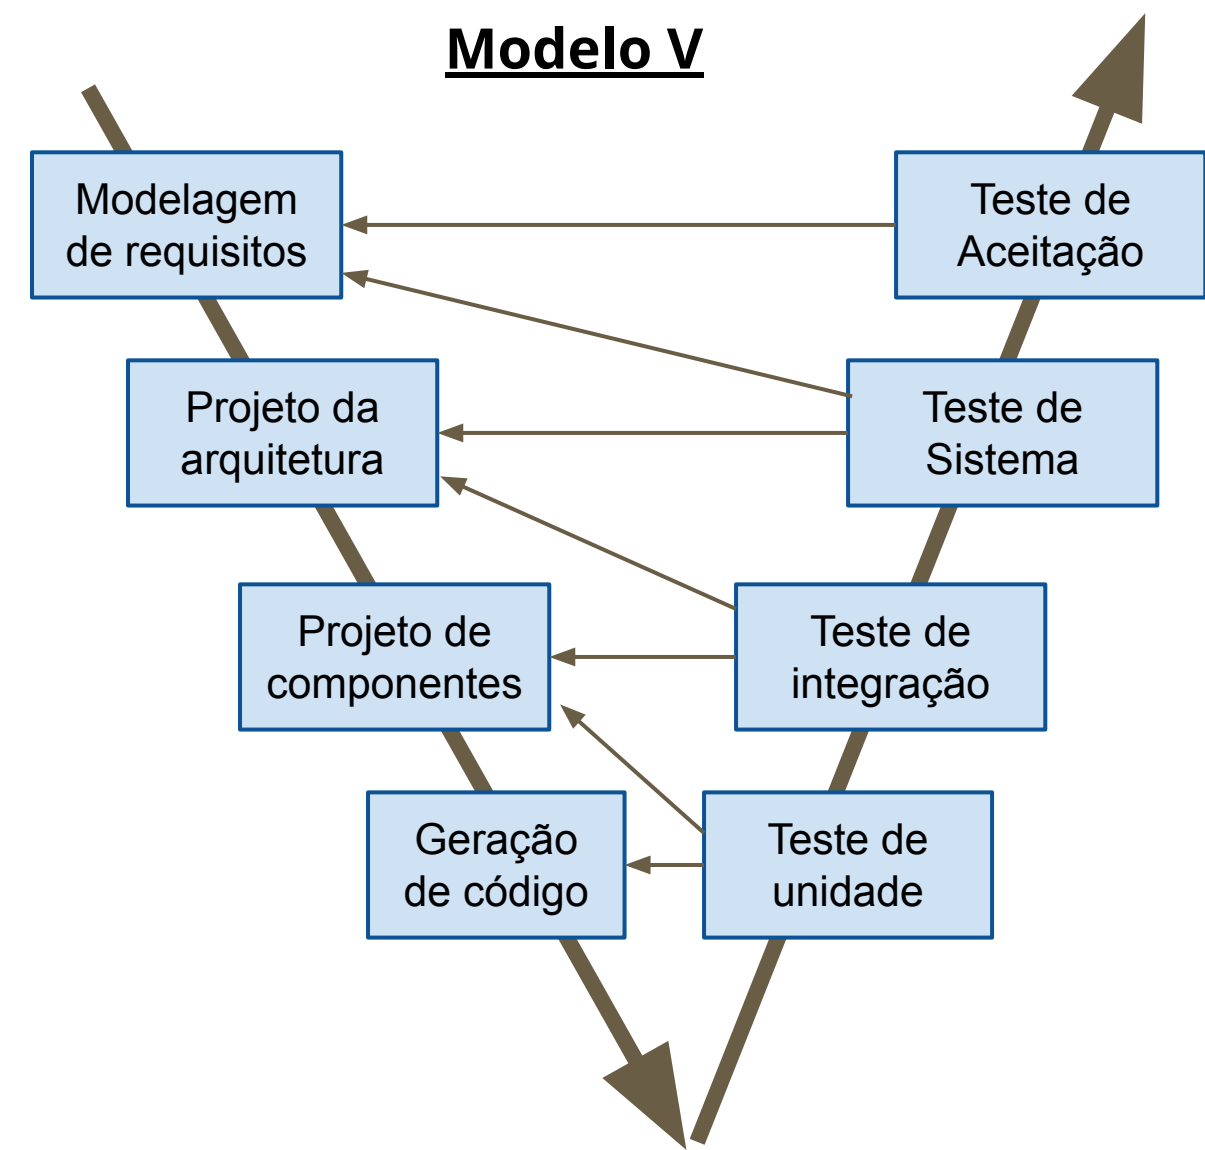 Modelo V
Modelagem
de requisitos
Teste de
Aceitação
Projeto da
arquitetura
Teste de
Sistema
Projeto de
componentes
Teste de
integração
Geração
de código
Teste de
unidade